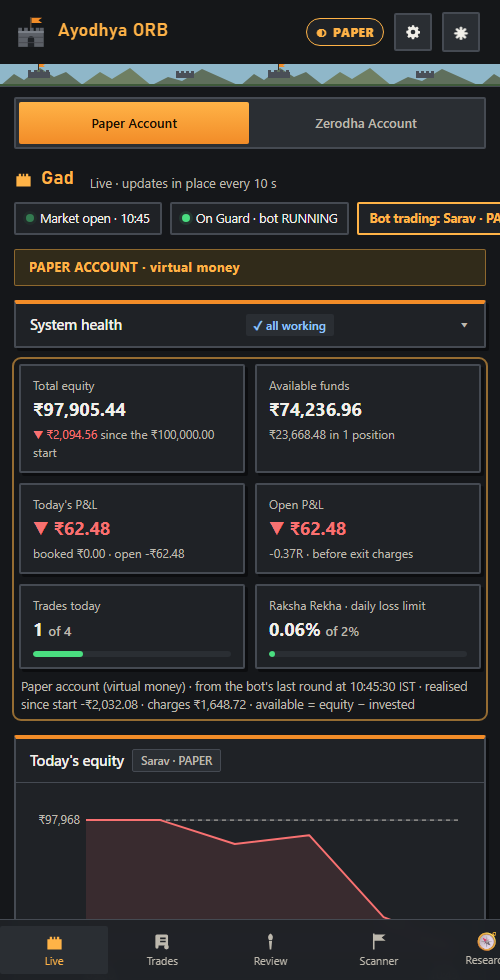 Ayodhya ORB
PAPER
Paper Account
Zerodha Account
Gad
Live · updates in place every 10 s
Market open · 10:45
On Guard · bot RUNNING
Bot trading: Sarav · PA
PAPER ACCOUNT · virtual money
System health
✓ all working
Total equity
₹97,905.44
▼ ₹2,094.56 since the ₹100,000.00
start
Available funds
₹74,236.96
₹23,668.48 in 1 position
Today's P&L
▼ ₹62.48
booked ₹0.00 · open -₹62.48
Open P&L
▼ ₹62.48
-0.37R · before exit charges
Trades today
1 of 4
Raksha Rekha · daily loss limit
0.06% of 2%
Paper account (virtual money) · from the bot's last round at 10:45:30 IST · realised
since start -₹2,032.08 · charges ₹1,648.72 · available = equity − invested
Today's equity
Sarav · PAPER
₹97,968
Live
Trades
Review
Scanner
Researc